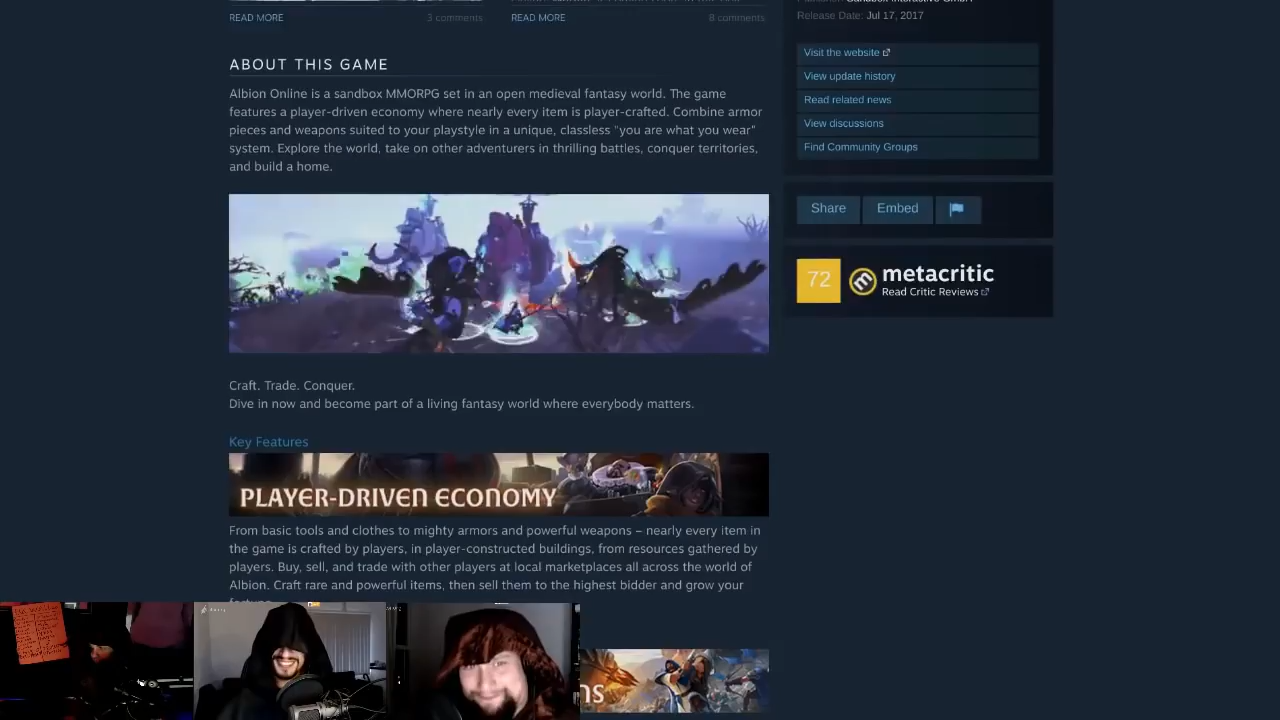 READ MORE
3 comments
READ MORE
8 comments
ABOUT THIS GAME
Albion Online is a sandbox MMORPG set in an open medieval fantasy world. The game
features a player-driven economy where nearly every item is player-crafted. Combine armor
pieces and weapons suited to your playstyle in a unique, classless "you are what you wear"
system. Explore the world, take on other adventurers in thrilling battles, conquer territories,
and build a home.
Craft. Trade. Conquer.
Dive in now and become part of a living fantasy world where everybody matters.
Key Features
PLAYER-DRIVEN ECONOMY
From basic tools and clothes to mighty armors and powerful weapons – nearly every item in
the game is crafted by players, in player-constructed buildings, from resources gathered by
players. Buy, sell, and trade with other players at local marketplaces all across the world of
Albion. Craft rare and powerful items, then sell them to the highest bidder and grow your
Release Date: Jul 17, 2017
Visit the website
View update history
Read related news
View discussions
Find Community Groups
Share
Embed
72
metacritic
Read Critic Reviews